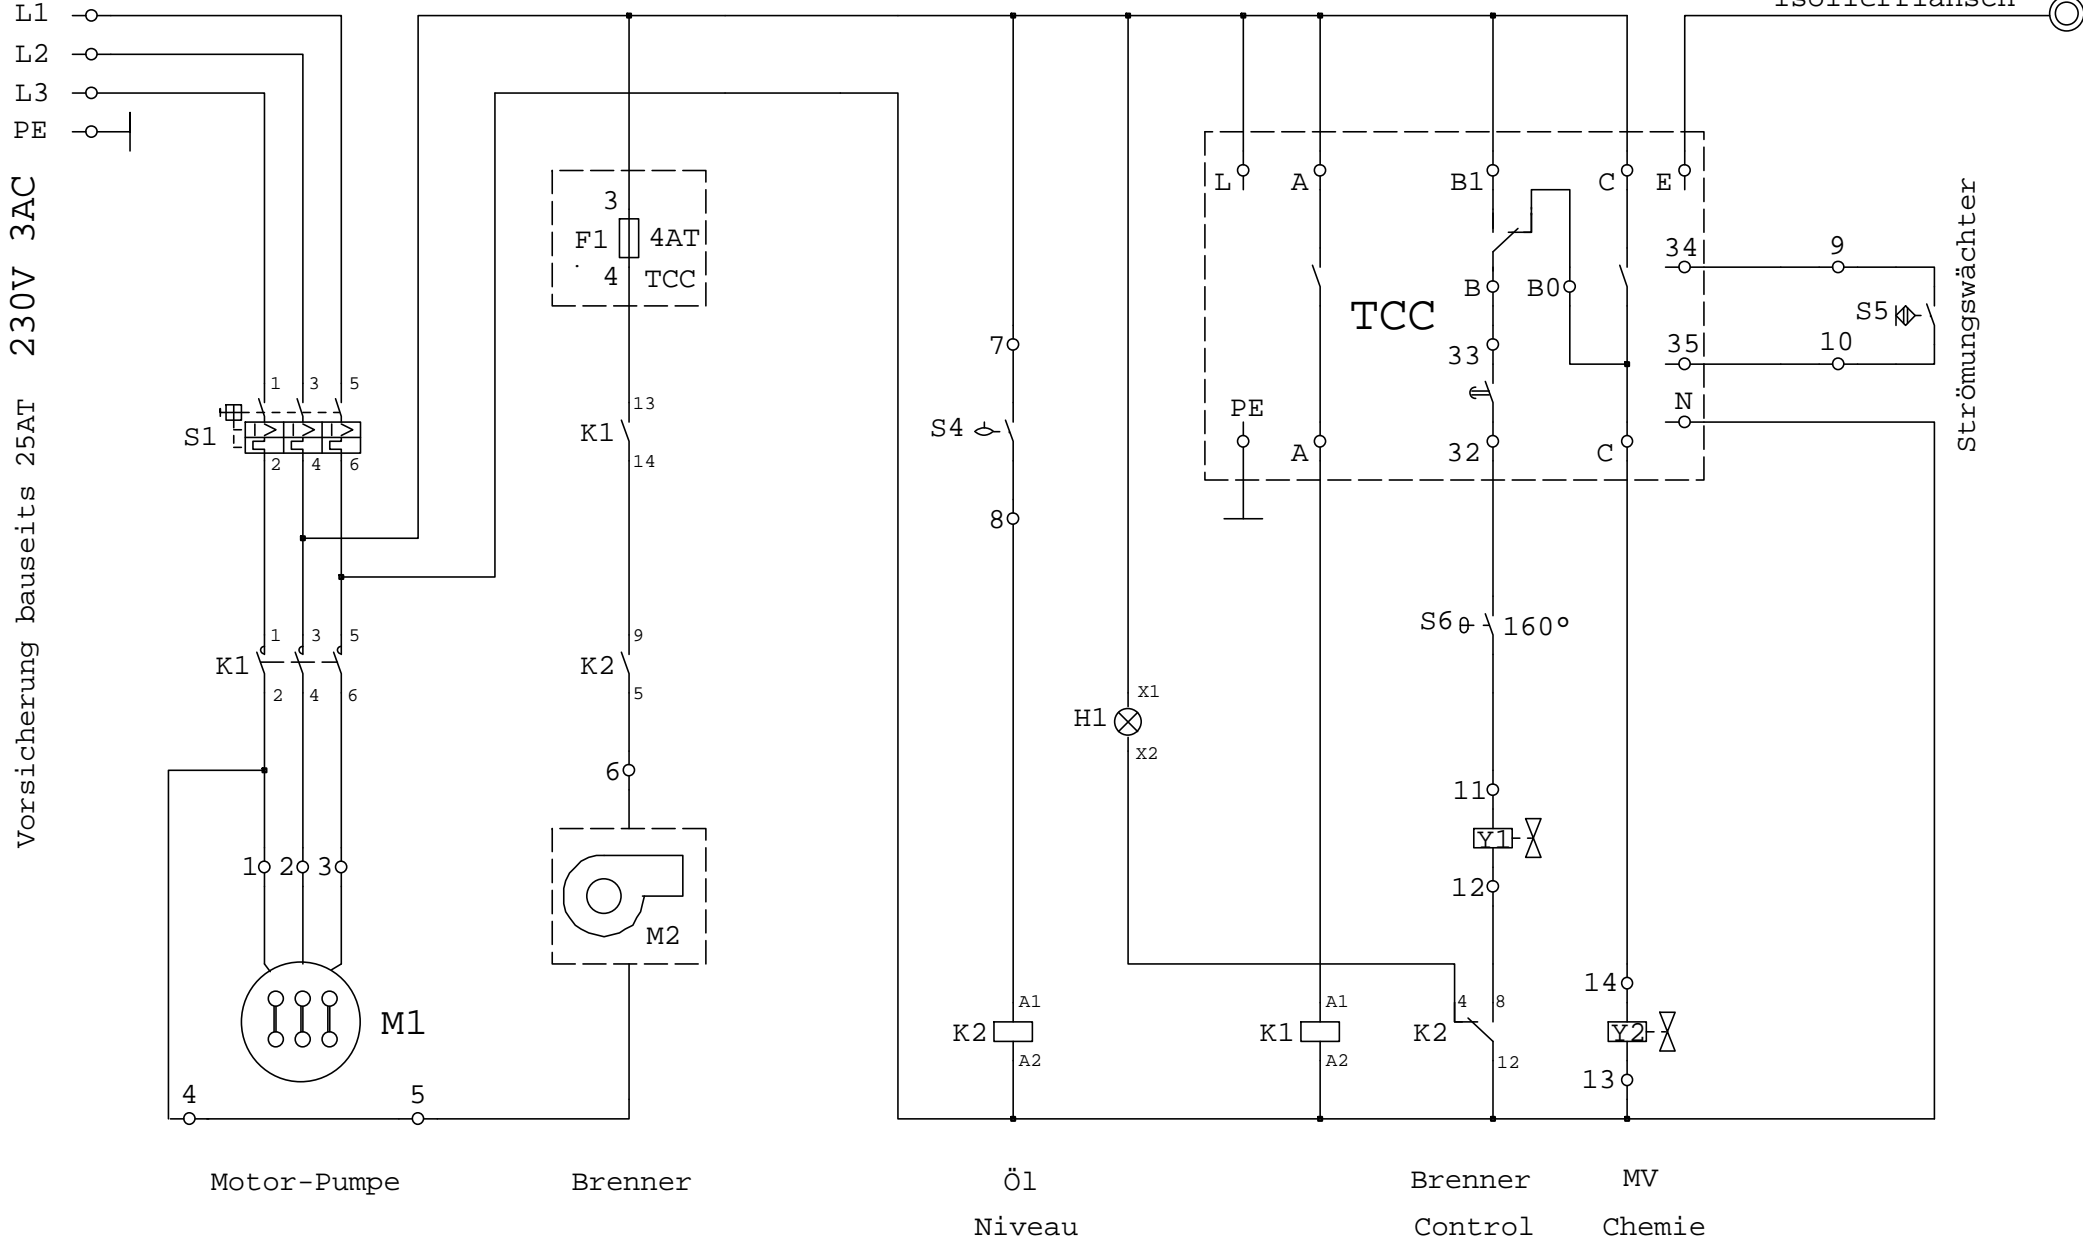 L1
L2
L3
PE
Isolierflansch
Vorsicherung bauseits 25AT 230V 3AC
S1
1 3 5
2 4 6
K1
1 3 5
2 4 6
1 2 3
M1
4 5
3
F1 4AT
4 TCC
13
K1
14
9
K2
5
6
M2
7
S4
8
A1
K2
A2
X1
H1
X2
L A B1 C E
B B0
TCC
33
PE
A 32 C
34
35
N
9
S5
10
Strömungswächter
S6 160°
11
Y1
12
A1
K1
A2
4 8
K2
12
14
Y2
13
Motor-Pumpe
Brenner
Öl
Niveau
Brenner
Control
MV
Chemie